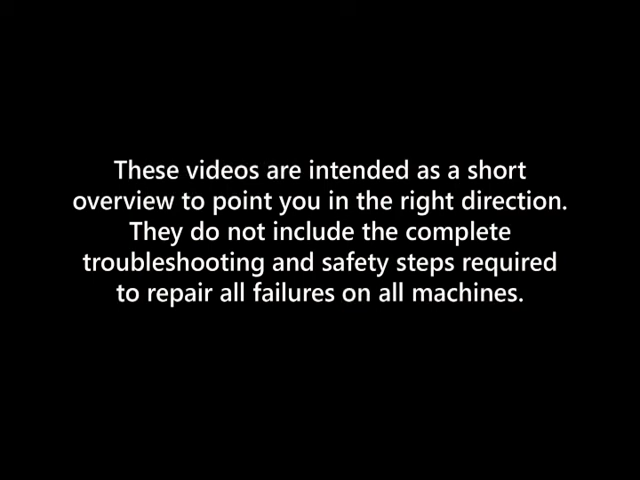 These videos are intended as a short
overview to point you in the right direction.
They do not include the complete
troubleshooting and safety steps required
to repair all failures on all machines.